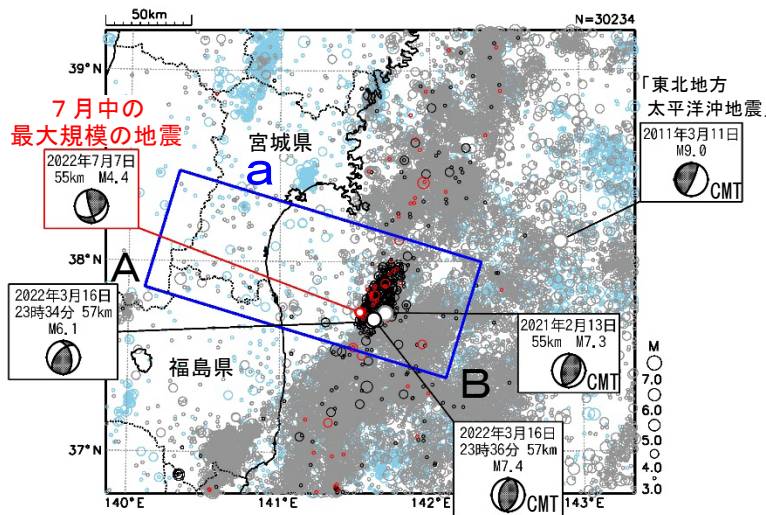 50km
N=30234
39°N
38°N
37°N
140°E
141°E
142°E
143°E
7月中の
最大規模の地震
2022年7月7日
55km M4.4
宮城県
福島県
a
A
B
「東北地方
太平洋沖地震」
2011年3月11日
M9.0
CMT
2022年3月16日
23時34分 57km
M6.1
2021年2月13日
55km M7.3
CMT
2022年3月16日
23時36分 57km
M7.4
CMT
M
7.0
6.0
5.0
4.0
3.0